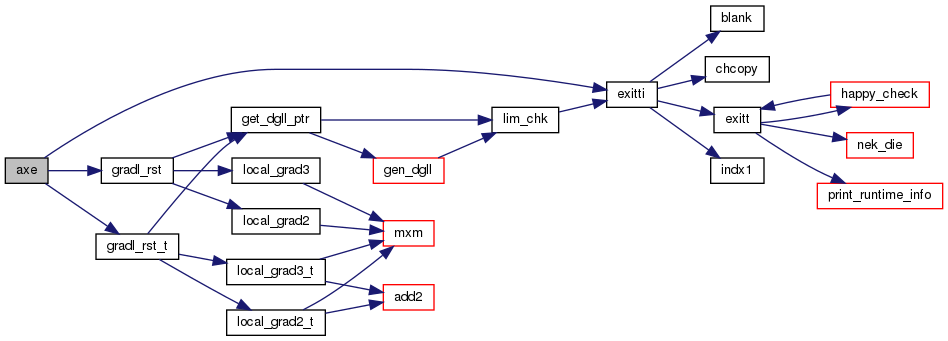 blank
chcopy
exitti
happy_check
get_dgll_ptr
lim_chk
exitt
nek_die
axe
gradl_rst
local_grad3
gen_dgll
indx1
print_runtime_info
local_grad2
mxm
gradl_rst_t
local_grad3_t
add2
local_grad2_t